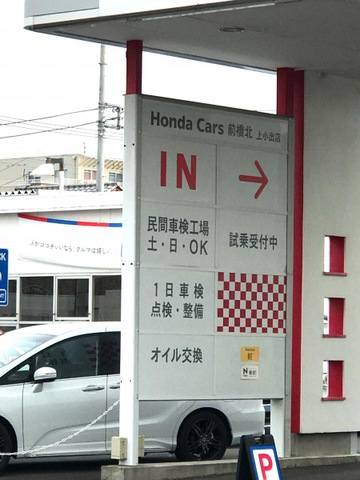 Honda Cars 前橋北 上小出店
IN →
民間車検工場
土・日・OK
試乗受付中
1日車検
点検・整備
オイル交換
軽
N
P